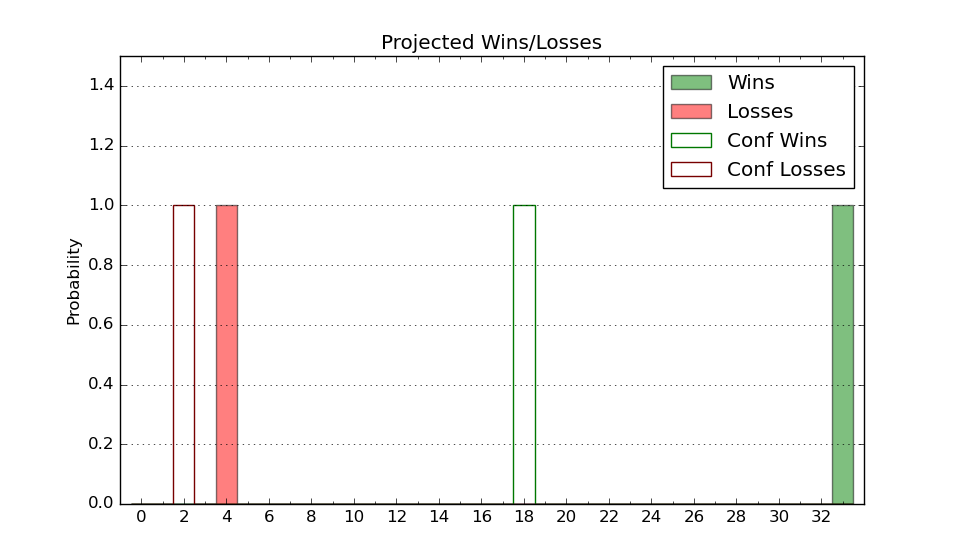 Projected Wins/Losses
Wins
Losses
Conf Wins
Conf Losses
1.4
1.2
1.0
0.8
0.6
0.4
0.2
0.0
Probability
0 2 4 6 8 10 12 14 16 18 20 22 24 26 28 30 32